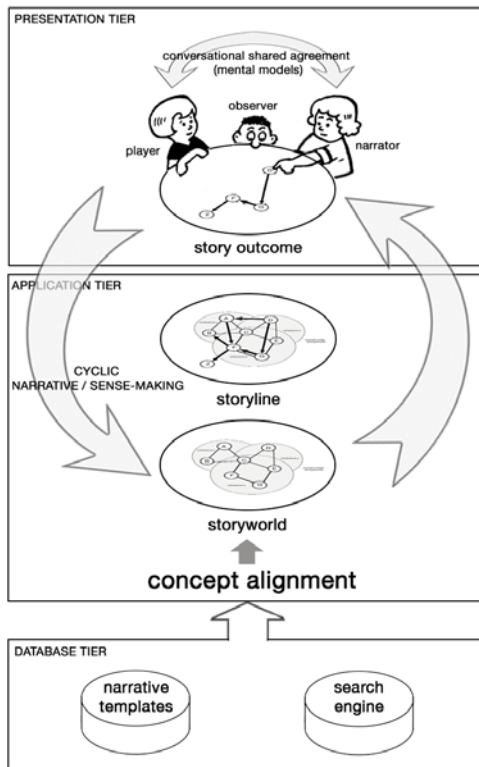 PRESENTATION TIER
conversational shared agreement
(mental models)
observer
player
narrator
story outcome
APPLICATION TIER
CYCLIC
NARRATIVE / SENSE-MAKING
storyline
storyworld
concept alignment
DATABASE TIER
narrative
templates
search
engine